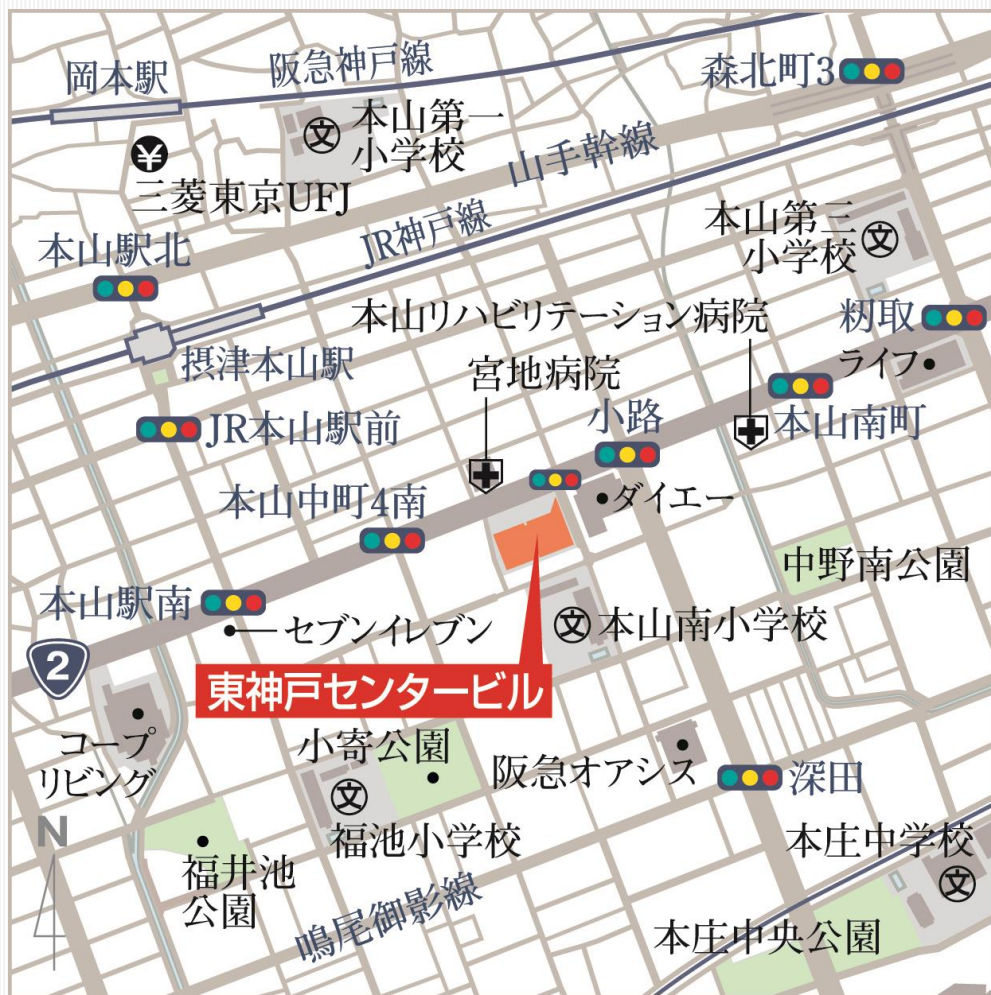 岡本駅
阪急神戸線
森北町3
本山第一
小学校
三菱東京UFJ
山手幹線
JR神戸線
本山駅北
本山第三
小学校
摂津本山駅
本山リハビリテーション病院
籾取
ライフ
宮地病院
JR本山駅前
小路
本山南町
本山中町4南
ダイエー
中野南公園
本山駅南
セブンイレブン
本山南小学校
2
東神戸センタービル
コープ
リビング
小寄公園
阪急オアシス
深田
福池小学校
N
福井池
公園
鳴尾御影線
本庄中学校
本庄中央公園
文
文
文
文
文
¥